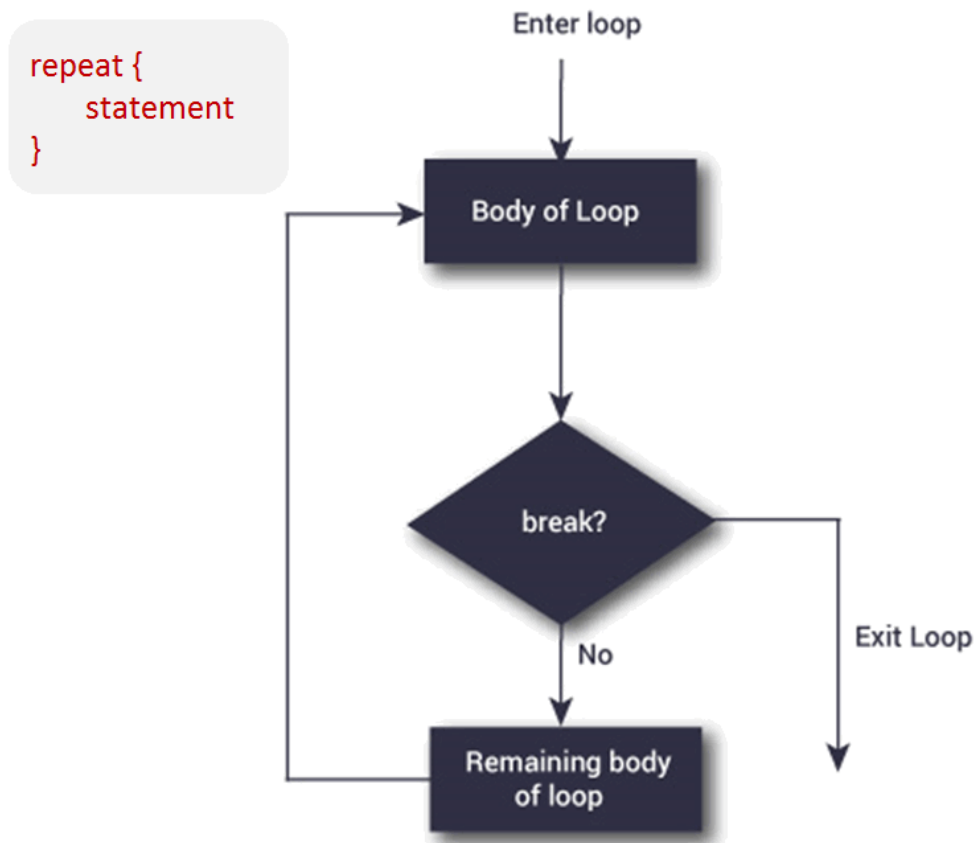 repeat {
statement
}
Enter loop
Body of Loop
break?
No
Exit Loop
Remaining body
of loop